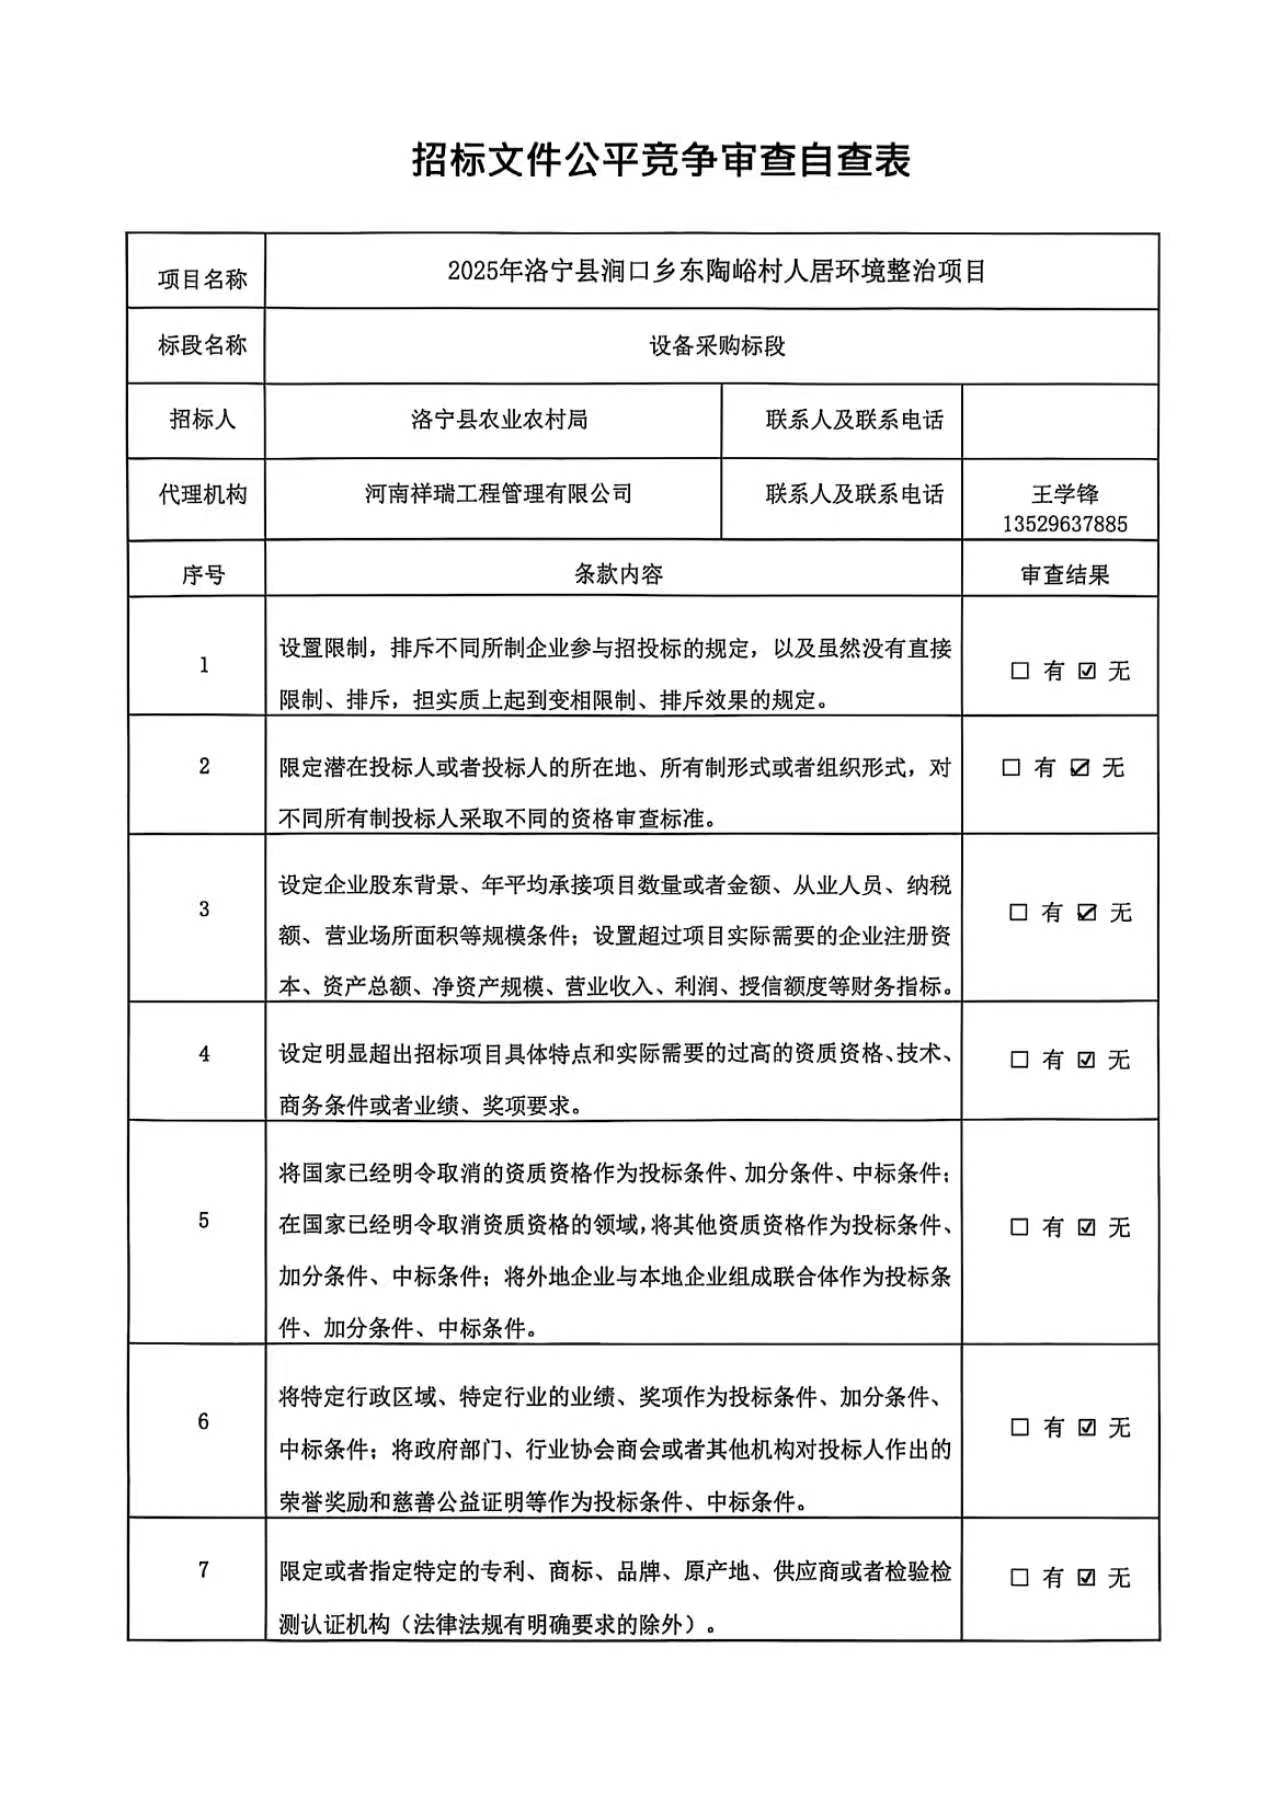 招标文件公平竞争审查自查表
项目名称
2025年洛宁县涧口乡东陶峪村人居环境整治项目
标段名称
设备采购标段
招标人
洛宁县农业农村局
联系人及联系电话
代理机构
河南祥瑞工程管理有限公司
联系人及联系电话
王学锋
13529637885
序号
条款内容
审查结果
1
设置限制，排斥不同所制企业参与招投标的规定，以及虽然没有直接
限制、排斥，担实质上起到变相限制、排斥效果的规定。
☐ 有 ☑ 无
2
限定潜在投标人或者投标人的所在地、所有制形式或者组织形式，对
不同所有制投标人采取不同的资格审查标准。
☐ 有 ☑ 无
3
设定企业股东背景、年平均承接项目数量或者金额、从业人员、纳税
额、营业场所面积等规模条件；设置超过项目实际需要的企业注册资
本、资产总额、净资产规模、营业收入、利润、授信额度等财务指标。
☐ 有 ☑ 无
4
设定明显超出招标项目具体特点和实际需要的过高的资质资格、技术、
商务条件或者业绩、奖项要求。
☐ 有 ☑ 无
5
将国家已经明令取消的资质资格作为投标条件、加分条件、中标条件；
在国家已经明令取消资质资格的领域，将其他资质资格作为投标条件、
加分条件、中标条件；将外地企业与本地企业组成联合体作为投标条
件、加分条件、中标条件。
☐ 有 ☑ 无
6
将特定行政区域、特定行业的业绩、奖项作为投标条件、加分条件、
中标条件；将政府部门、行业协会商会或者其他机构对投标人作出的
荣誉奖励和慈善公益证明等作为投标条件、中标条件。
☐ 有 ☑ 无
7
限定或者指定特定的专利、商标、品牌、原产地、供应商或者检验检
测认证机构（法律法规有明确要求的除外）。
☐ 有 ☑ 无